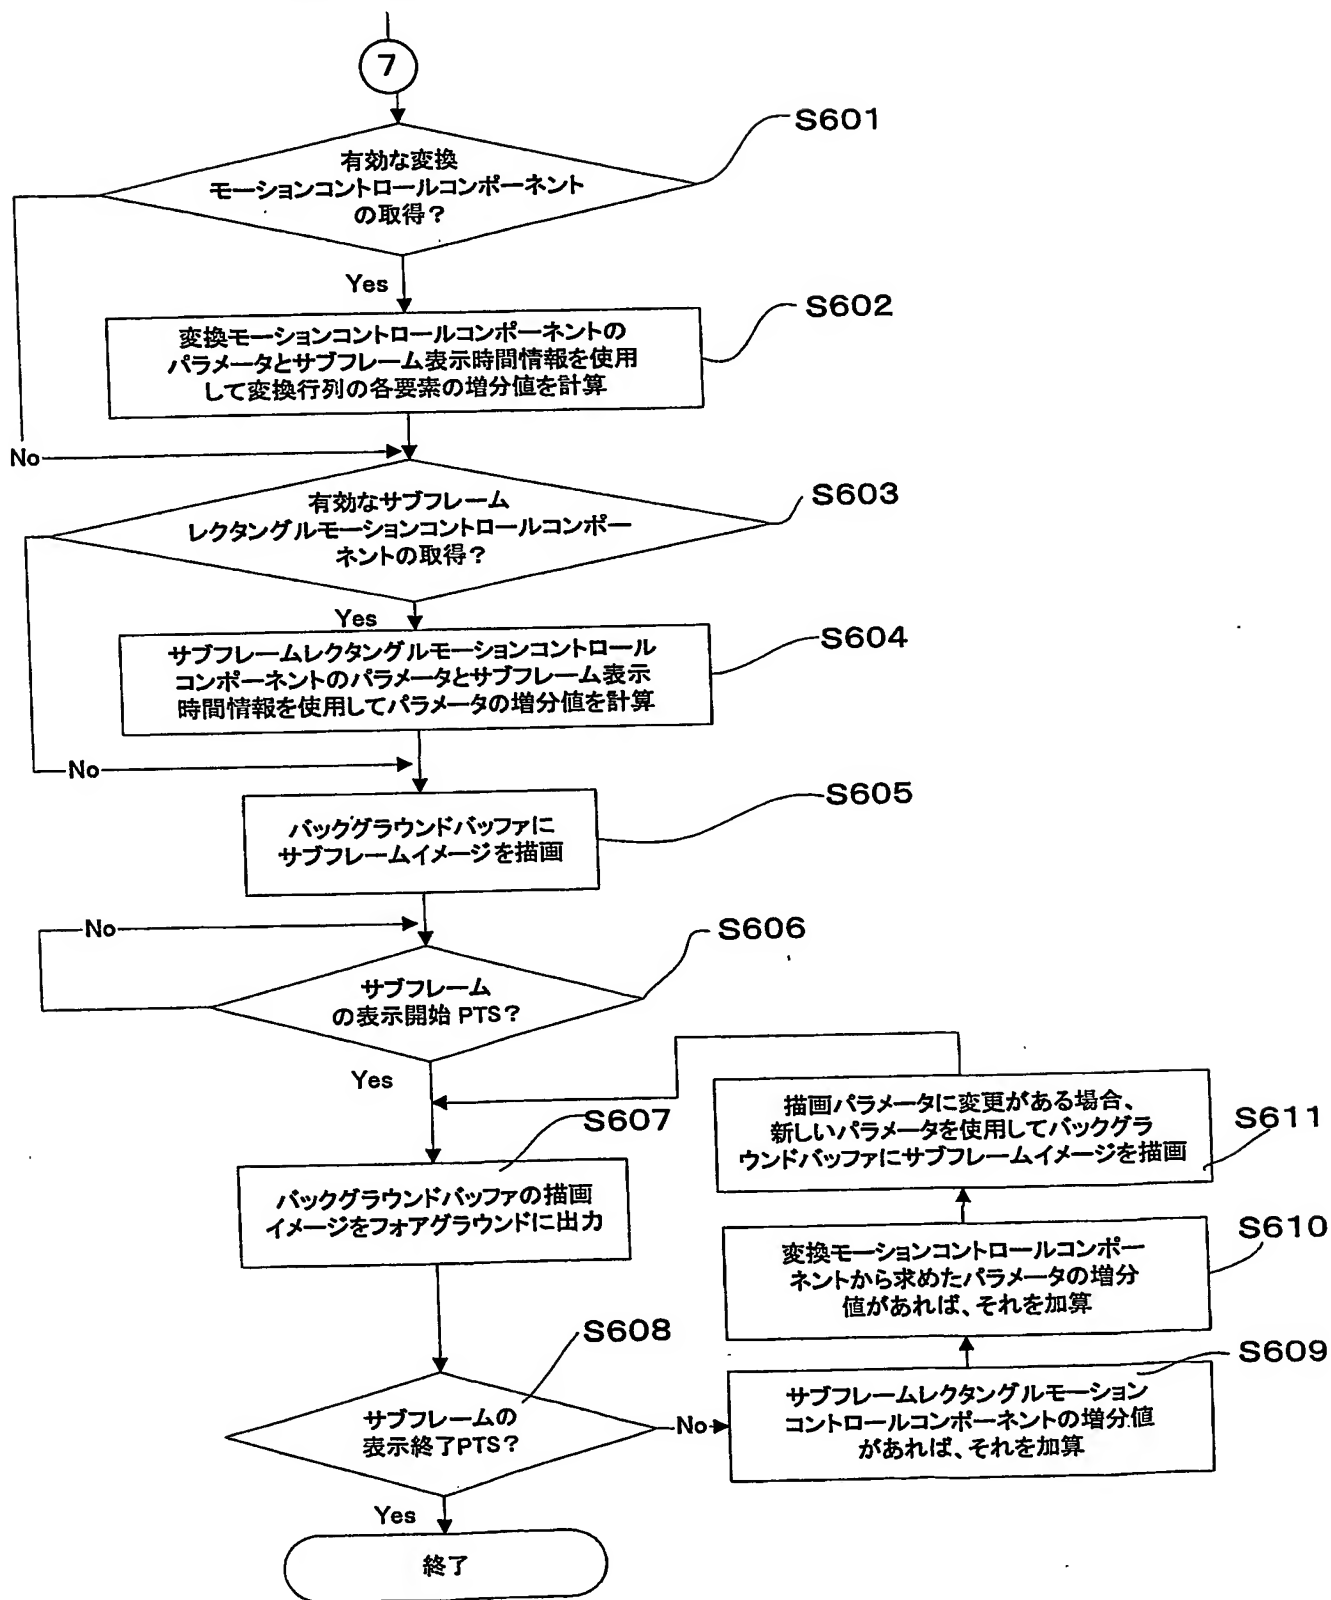 7
S601
有効な変換
モーションコントロールコンポーネント
の取得？
Yes
S602
変換モーションコントロールコンポーネントの
パラメータとサブフレーム表示時間情報を使用
して変換行列の各要素の増分値を計算
No
S603
有効なサブフレーム
レクタングルモーションコントロールコンポー
ネントの取得？
Yes
S604
サブフレームレクタングルモーションコントロール
コンポーネントのパラメータとサブフレーム表示
時間情報を使用してパラメータの増分値を計算
No
S605
バックグラウンドバッファに
サブフレームイメージを描画
No
S606
サブフレーム
の表示開始 PTS？
Yes
S607
バックグラウンドバッファの描画
イメージをフォアグラウンドに出力
S608
サブフレームの
表示終了PTS？
No
S609
サブフレームレクタングルモーション
コントロールコンポーネントの増分値
があれば、それを加算
S610
変換モーションコントロールコンポー
ネントから求めたパラメータの増分
値があれば、それを加算
S611
描画パラメータに変更がある場合、
新しいパラメータを使用してバックグラ
ウンドバッファにサブフレームイメージを描画
Yes
終了